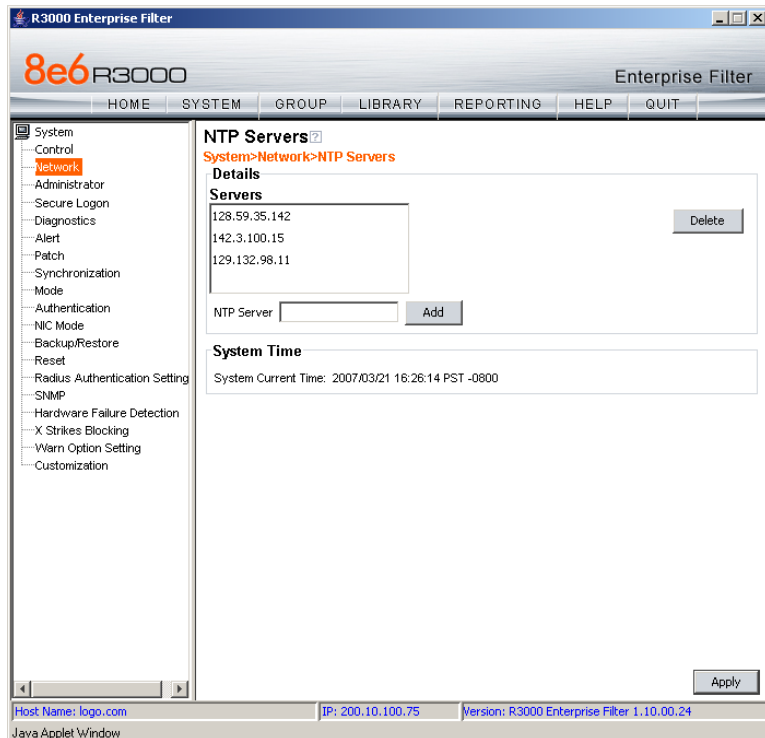 R3000 Enterprise Filter
8e6 R3000
Enterprise Filter
HOME SYSTEM GROUP LIBRARY REPORTING HELP QUIT
System
Control
Network
Administrator
Secure Logon
Diagnostics
Alert
Patch
Synchronization
Mode
Authentication
NIC Mode
Backup/Restore
Reset
Radius Authentication Setting
SNMP
Hardware Failure Detection
X Strikes Blocking
Warn Option Setting
Customization
NTP Servers ?
System>Network>NTP Servers
Details
Servers
128.59.35.142
142.3.100.15
129.132.98.11
Delete
NTP Server
Add
System Time
System Current Time: 2007/03/21 16:26:14 PST -0800
Apply
Host Name: logo.com
IP: 200.10.100.75
Version: R3000 Enterprise Filter 1.10.00.24
Java Applet Window